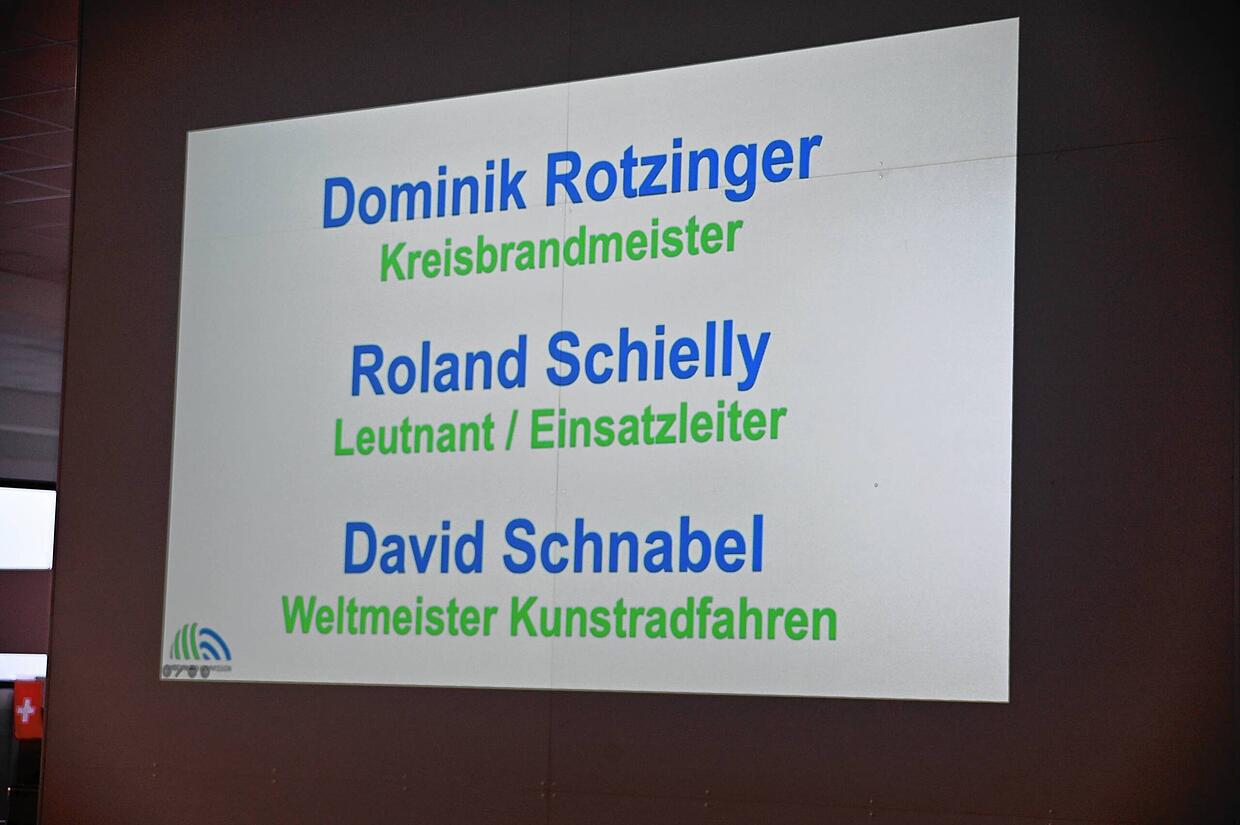 Dominik Rotzinger
Kreisbrandmeister
Roland Schielly
Leutnant / Einsatzleiter
David Schnabel
Weltmeister Kunstradfahren